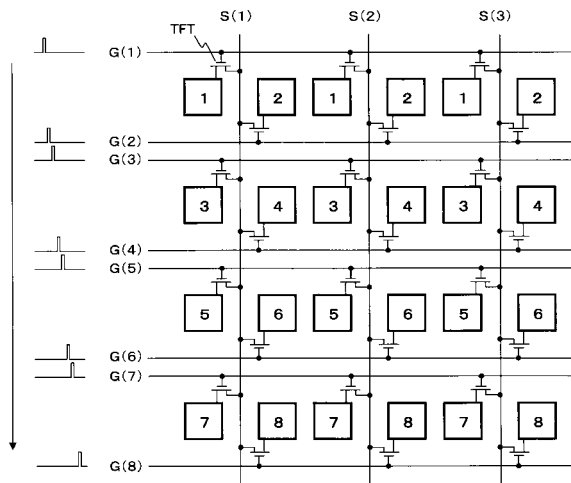 S(1) S(2) S(3)
TFT
G(1)
1 2 1 2 1 2
G(2)
G(3)
3 4 3 4 3 4
G(4)
G(5)
5 6 5 6 5 6
G(6)
G(7)
7 8 7 8 7 8
G(8)